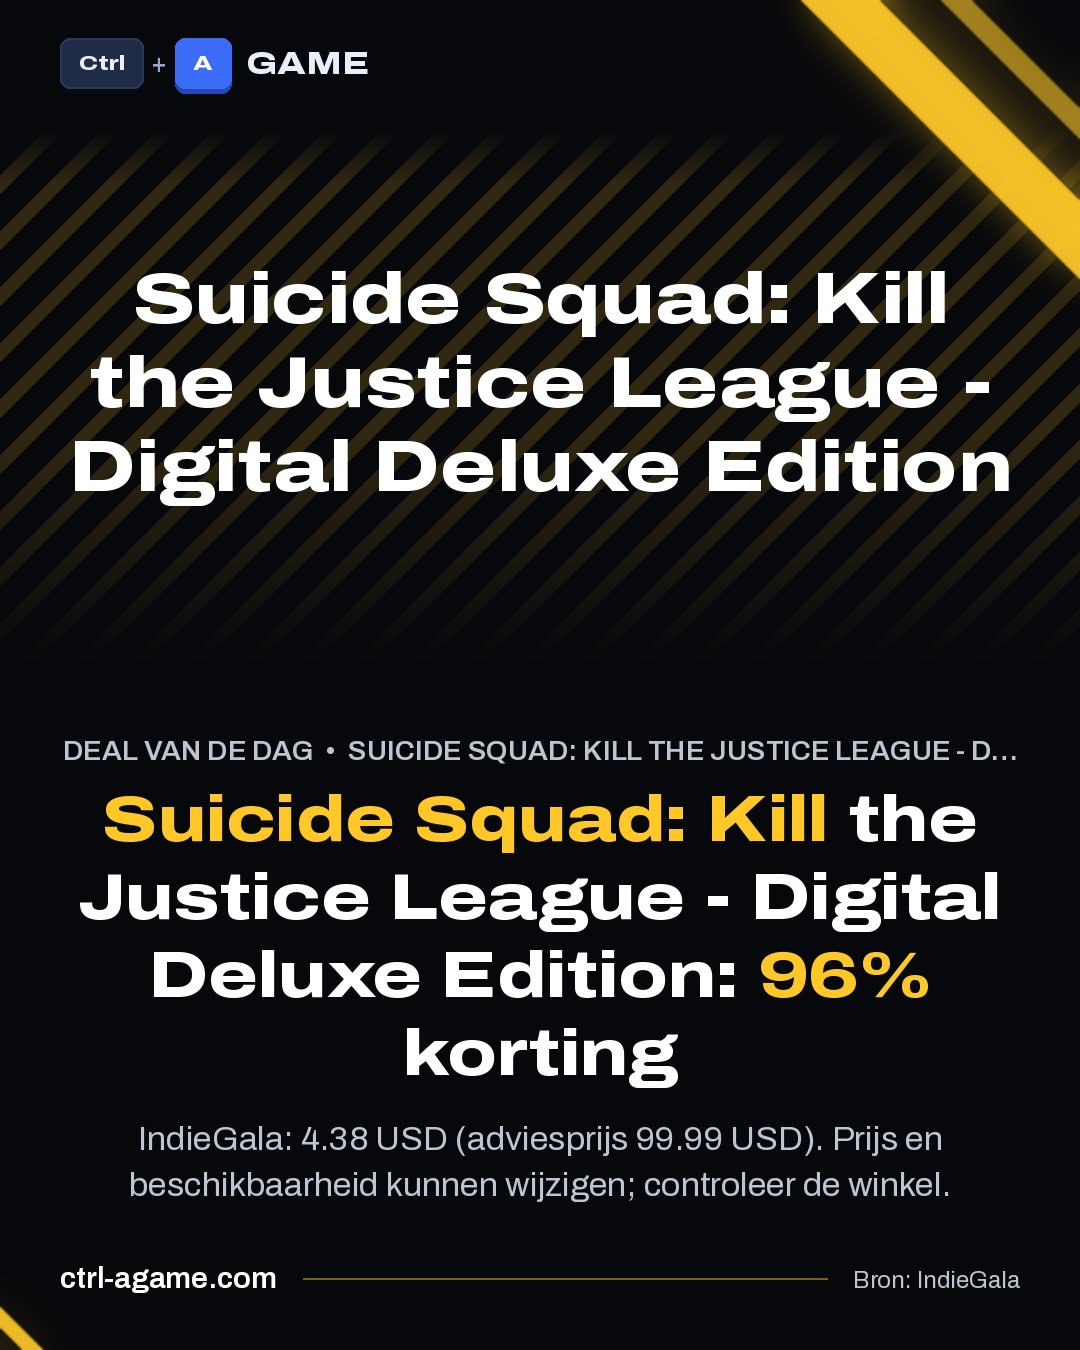 Ctrl + A GAME
Suicide Squad: Kill
the Justice League -
Digital Deluxe Edition
DEAL VAN DE DAG • SUICIDE SQUAD: KILL THE JUSTICE LEAGUE - D...
Suicide Squad: Kill the
Justice League - Digital
Deluxe Edition: 96%
korting
IndieGala: 4.38 USD (adviesprijs 99.99 USD). Prijs en
beschikbaarheid kunnen wijzigen; controleer de winkel.
ctrl-agame.com
Bron: IndieGala